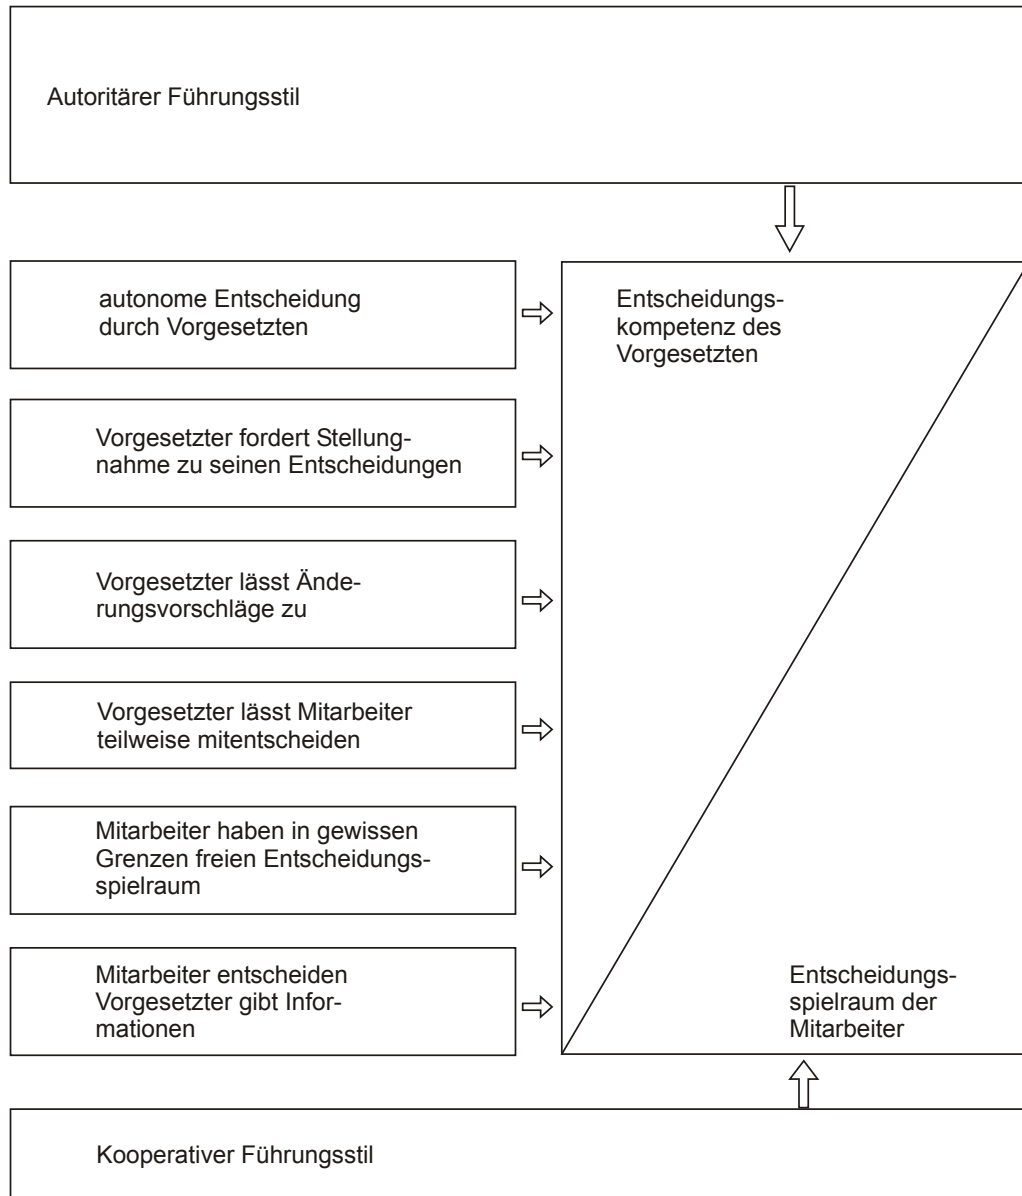 Autoritärer Führungsstil
autonome Entscheidung
durch Vorgesetzten
Entscheidungs-
kompetenz des
Vorgesetzten
Vorgesetzter fordert Stellung-
nahme zu seinen Entscheidungen
Vorgesetzter lässt Ände-
rungsvorschläge zu
Vorgesetzter lässt Mitarbeiter
teilweise mitentscheiden
Mitarbeiter haben in gewissen
Grenzen freien Entscheidungs-
spielraum
Mitarbeiter entscheiden
Vorgesetzter gibt Infor-
mationen
Entscheidungs-
spielraum der
Mitarbeiter
Kooperativer Führungsstil